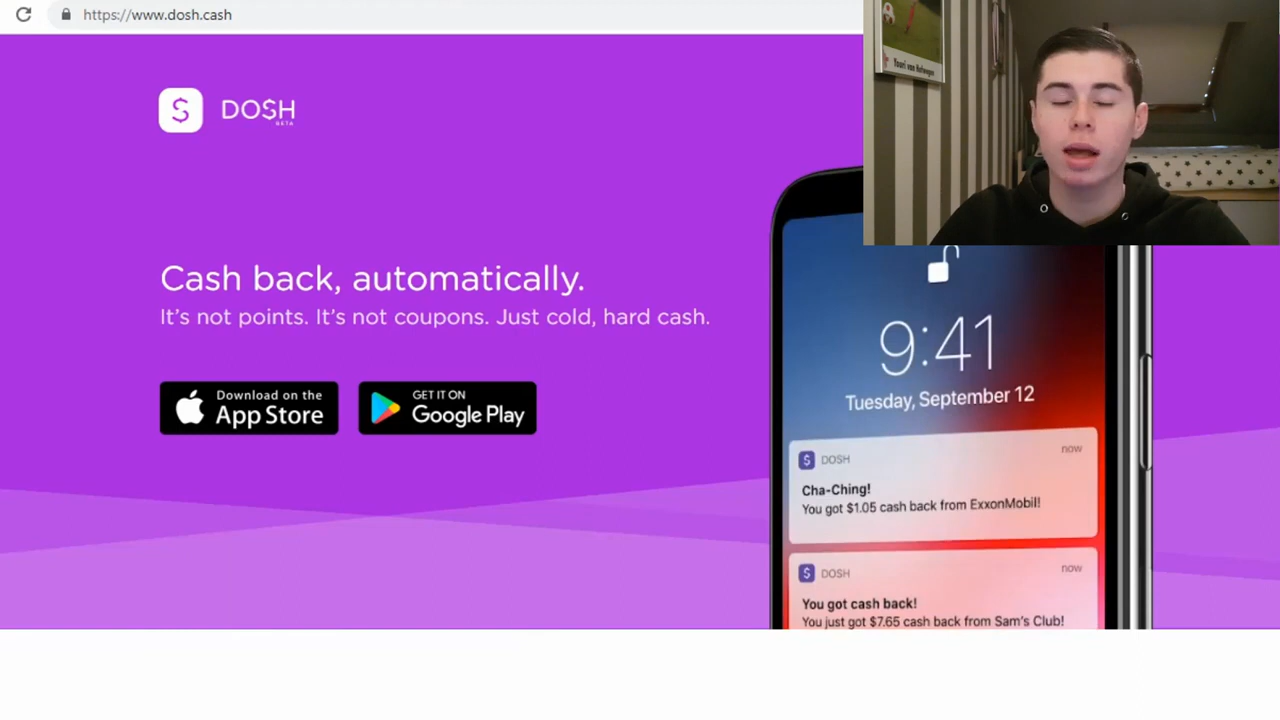 https://www.dosh.cash
DO$H
BETA
Cash back, automatically.
It's not points. It's not coupons. Just cold, hard cash.
Download on the
App Store
GET IT ON
Google Play
9:41
Tuesday, September 12
DOSH
now
Cha-Ching!
You got $1.05 cash back from ExxonMobil!
DOSH
now
You got cash back!
You just got $7.65 cash back from Sam's Club!